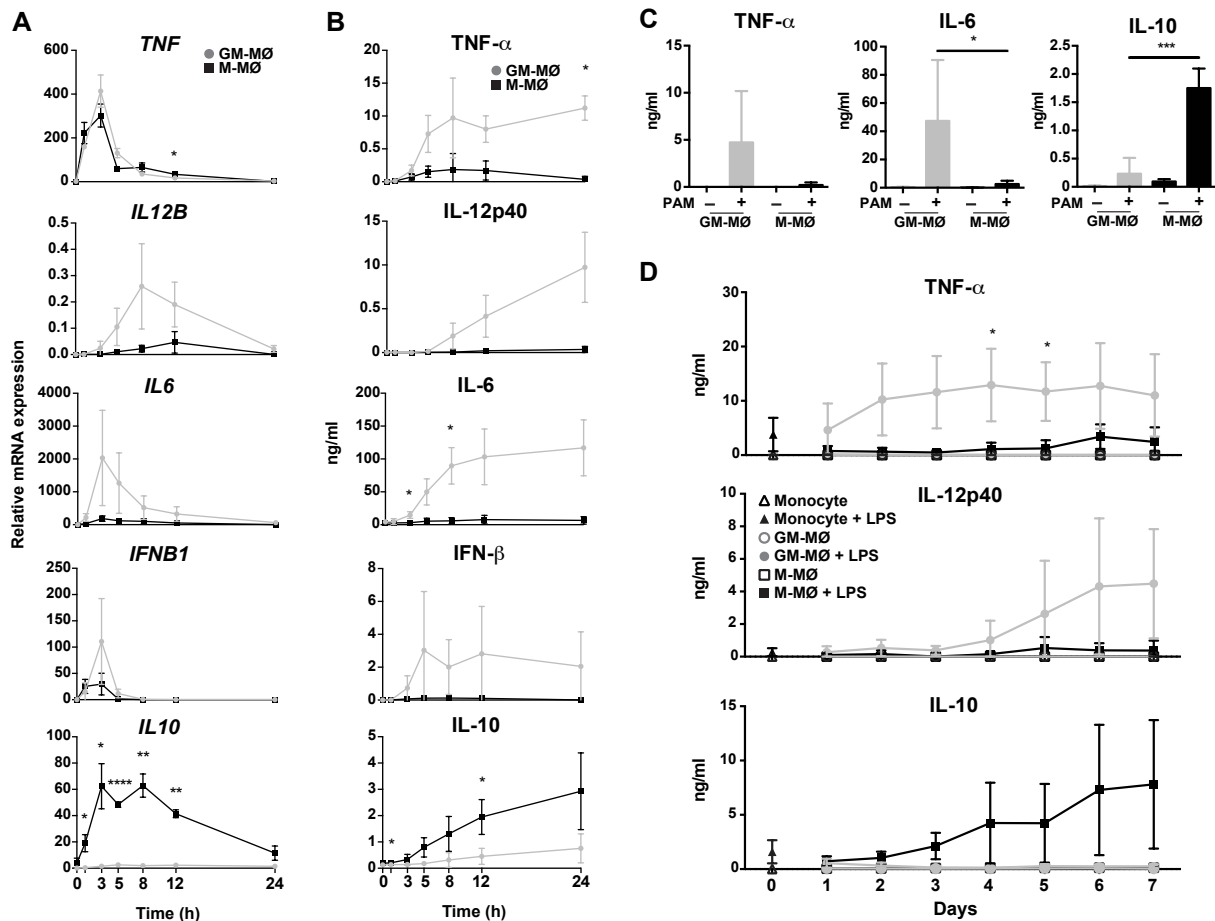 A
TNF
GM-MØ
M-MØ
600
400
200
0
*
IL12B
0.5
0.4
0.3
0.2
0.1
0.0
IL6
4000
3000
2000
1000
0
IFNB1
250
200
150
100
50
0
IL10
100
80
60
40
20
0
*
*
****
**
**
0 3 5 8 12 24
Time (h)
Relative mRNA expression
B
TNF-α
GM-MØ
M-MØ
20
15
10
5
0
*
IL-12p40
15
10
5
0
IL-6
200
150
100
50
0
*
*
IFN-β
8
6
4
2
0
IL-10
5
4
3
2
1
0
*
*
0 1 3 5 8 12 24
Time (h)
ng/ml
C
TNF-α
15
10
5
0
ng/ml
PAM – + – +
GM-MØ M-MØ
IL-6
*
100
80
60
40
20
0
ng/ml
PAM – + – +
GM-MØ M-MØ
IL-10
***
2.5
2.0
1.5
1.0
0.5
0.0
ng/ml
PAM – + – +
GM-MØ M-MØ
D
TNF-α
30
20
10
0
ng/ml
*
*
IL-12p40
10
8
6
4
2
0
ng/ml
Monocyte
Monocyte + LPS
GM-MØ
GM-MØ + LPS
M-MØ
M-MØ + LPS
IL-10
15
10
5
0
ng/ml
0 1 2 3 4 5 6 7
Days